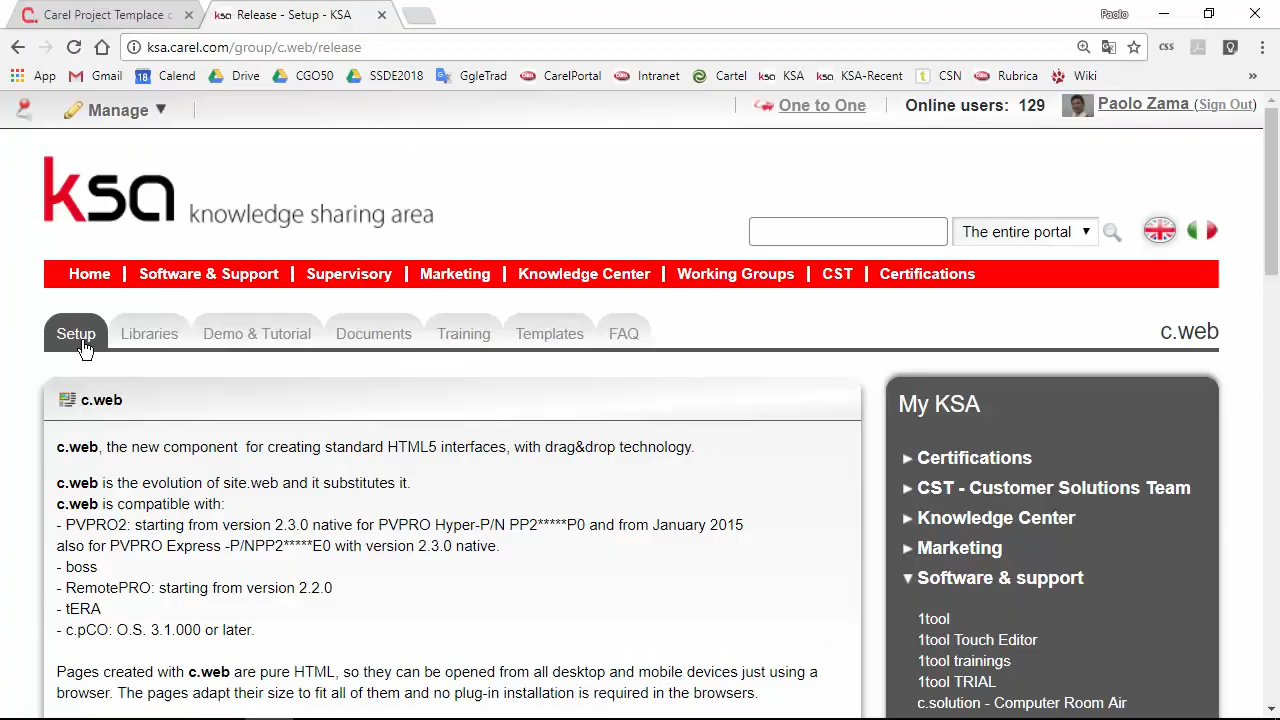 Carel Project Templace c
ksa Release - Setup - KSA
Paolo
ksa.carel.com/group/c.web/release
CSS
App Gmail 18 Calend Drive CGO50 SSDE2018 GgleTrad CarelPortal Intranet Cartel ksa KSA ksa KSA-Recent CSN Rubrica Wiki »
Manage ▼
One to One
Online users: 129
Paolo Zama (Sign Out)
ksa knowledge sharing area
The entire portal ▼
Home | Software & Support | Supervisory | Marketing | Knowledge Center | Working Groups | CST | Certifications
Setup Libraries Demo & Tutorial Documents Training Templates FAQ
c.web
c.web
c.web, the new component for creating standard HTML5 interfaces, with drag&drop technology.
c.web is the evolution of site.web and it substitutes it.
c.web is compatible with:
- PVPRO2: starting from version 2.3.0 native for PVPRO Hyper-P/N PP2*****P0 and from January 2015
also for PVPRO Express -P/NPP2*****E0 with version 2.3.0 native.
- boss
- RemotePRO: starting from version 2.2.0
- tERA
- c.pCO: O.S. 3.1.000 or later.
Pages created with c.web are pure HTML, so they can be opened from all desktop and mobile devices just using a
browser. The pages adapt their size to fit all of them and no plug-in installation is required in the browsers.
My KSA
Certifications
CST - Customer Solutions Team
Knowledge Center
Marketing
Software & support
1tool
1tool Touch Editor
1tool trainings
1tool TRIAL
c.solution - Computer Room Air